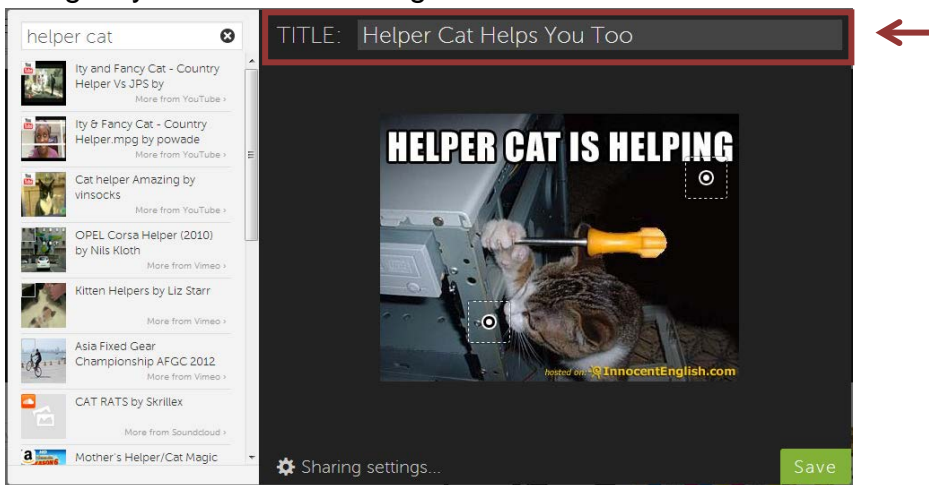 helper cat
Ity and Fancy Cat - Country
Helper Vs JPS by
More from YouTube ›
Ity & Fancy Cat - Country
Helper.mpg by powade
More from YouTube ›
Cat helper Amazing by
vinsocks
More from YouTube ›
OPEL Corsa Helper (2010)
by Nils Kloth
More from Vimeo ›
Kitten Helpers by Liz Starr
More from Vimeo ›
Asia Fixed Gear
Championship AFGC 2012
More from Vimeo ›
CAT RATS by Skrillex
More from Soundcloud ›
Mother's Helper/Cat Magic
TITLE: Helper Cat Helps You Too
HELPER CAT IS HELPING
hosted on: InnocentEnglish.com
Sharing settings...
Save